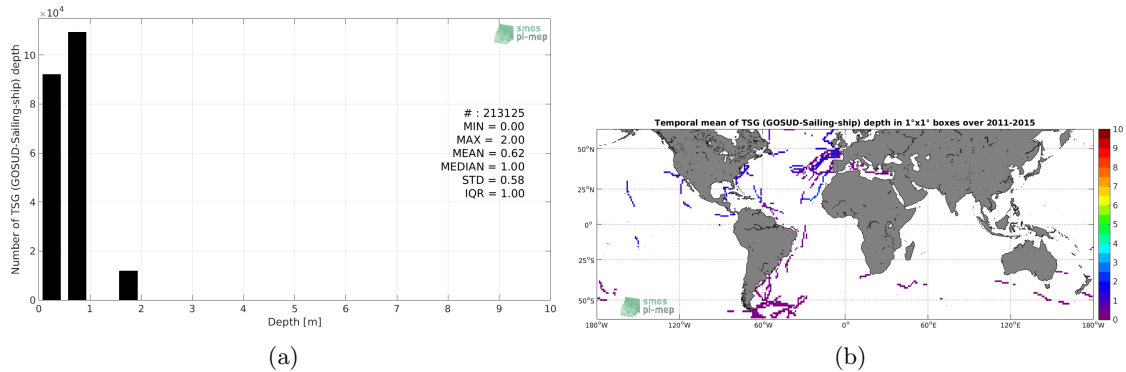 ×10⁴
smos
pi-mep
10
8
6
4
2
0
Number of TSG (GOSUD-Sailing-ship) depth
# : 213125
MIN = 0.00
MAX = 2.00
MEAN = 0.62
MEDIAN = 1.00
STD = 0.58
IQR = 1.00
0 1 2 3 4 5 6 7 8 9 10
Depth [m]
(a)
Temporal mean of TSG (GOSUD-Sailing-ship) depth in 1°x1° boxes over 2011-2015
50°N
25°N
0°
25°S
50°S
smos
pi-mep
180°W 120°W 60°W 0° 60°E 120°E 180°W
10
9
8
7
6
5
4
3
2
1
0
(b)